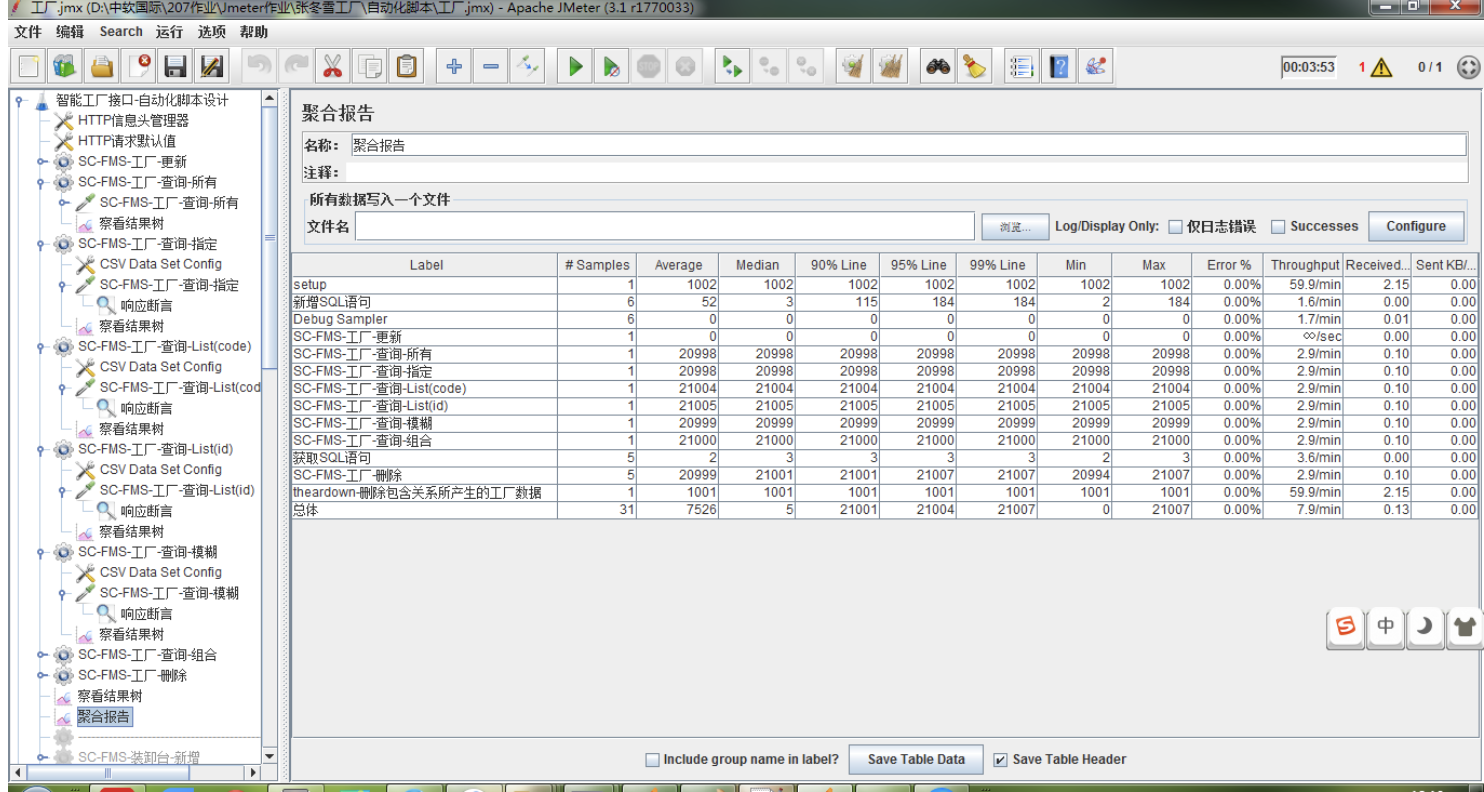 工厂.jmx (D:\中软国际\207作业\Jmeter作业\张冬雪工厂\自动化脚本\工厂.jmx) - Apache JMeter (3.1 r1770033)
文件 编辑 Search 运行 选项 帮助
00:03:53 1 0 / 1
智能工厂接口-自动化脚本设计
HTTP信息头管理器
HTTP请求默认值
SC-FMS-工厂-更新
SC-FMS-工厂-查询-所有
SC-FMS-工厂-查询-所有
察看结果树
SC-FMS-工厂-查询-指定
CSV Data Set Config
SC-FMS-工厂-查询-指定
响应断言
察看结果树
SC-FMS-工厂-查询-List(code)
CSV Data Set Config
SC-FMS-工厂-查询-List(cod
响应断言
察看结果树
SC-FMS-工厂-查询-List(id)
CSV Data Set Config
SC-FMS-工厂-查询-List(id)
响应断言
察看结果树
SC-FMS-工厂-查询-模糊
CSV Data Set Config
SC-FMS-工厂-查询-模糊
响应断言
察看结果树
SC-FMS-工厂-查询-组合
SC-FMS-工厂-删除
察看结果树
聚合报告
SC-FMS-装卸台-新增
聚合报告
名称: 聚合报告
注释:
所有数据写入一个文件
文件名 浏览... Log/Display Only: 仅日志错误 Successes Configure
Label # Samples Average Median 90% Line 95% Line 99% Line Min Max Error % Throughput Received... Sent KB/...
setup 1 1002 1002 1002 1002 1002 1002 1002 0.00% 59.9/min 2.15 0.00
新增SQL语句 6 52 3 115 184 184 2 184 0.00% 1.6/min 0.00 0.00
Debug Sampler 6 0 0 0 0 0 0 0 0.00% 1.7/min 0.01 0.00
SC-FMS-工厂-更新 1 0 0 0 0 0 0 0 0.00% ∞/sec 0.00 0.00
SC-FMS-工厂-查询-所有 1 20998 20998 20998 20998 20998 20998 20998 0.00% 2.9/min 0.10 0.00
SC-FMS-工厂-查询-指定 1 20998 20998 20998 20998 20998 20998 20998 0.00% 2.9/min 0.10 0.00
SC-FMS-工厂-查询-List(code) 1 21004 21004 21004 21004 21004 21004 21004 0.00% 2.9/min 0.10 0.00
SC-FMS-工厂-查询-List(id) 1 21005 21005 21005 21005 21005 21005 21005 0.00% 2.9/min 0.10 0.00
SC-FMS-工厂-查询-模糊 1 20999 20999 20999 20999 20999 20999 20999 0.00% 2.9/min 0.10 0.00
SC-FMS-工厂-查询-组合 1 21000 21000 21000 21000 21000 21000 21000 0.00% 2.9/min 0.10 0.00
获取SQL语句 5 2 3 3 3 3 2 3 0.00% 3.6/min 0.00 0.00
SC-FMS-工厂-删除 5 20999 21001 21001 21007 21007 20994 21007 0.00% 2.9/min 0.10 0.00
theardown-删除包含关系所产生的工厂数据 1 1001 1001 1001 1001 1001 1001 1001 0.00% 59.9/min 2.15 0.00
总体 31 7526 5 21001 21004 21007 0 21007 0.00% 7.9/min 0.13 0.00
中
Include group name in label? Save Table Data Save Table Header